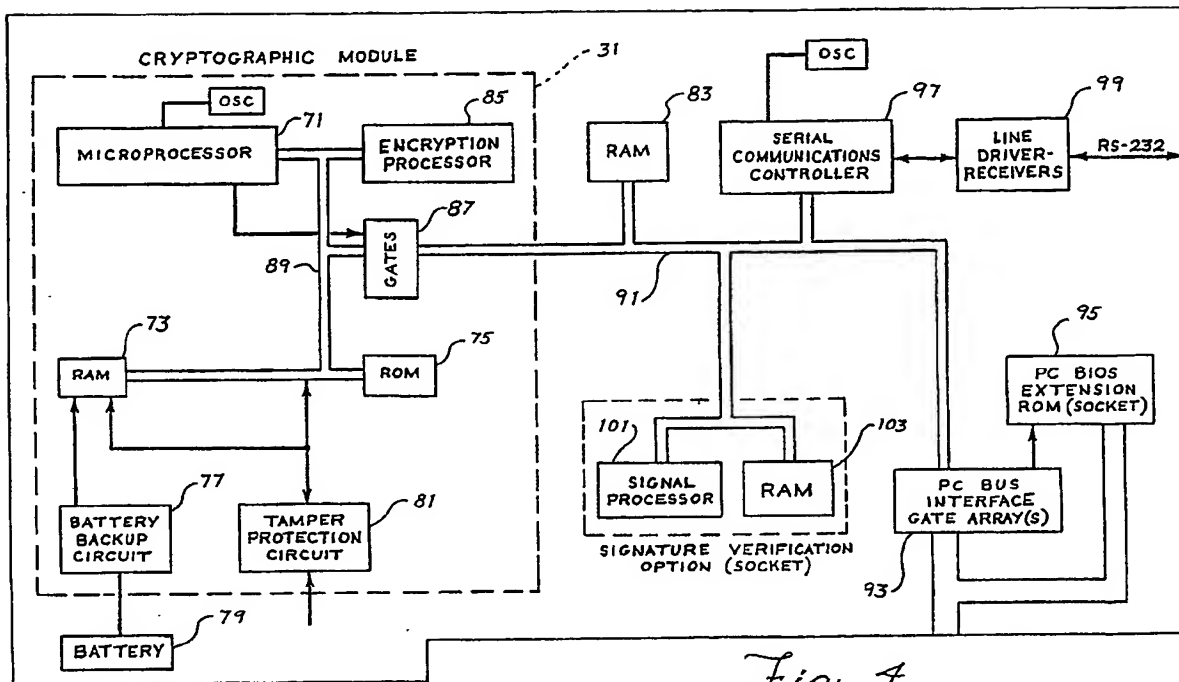 CRYPTOGRAPHIC MODULE
31
OSC
71
MICROPROCESSOR
85
ENCRYPTION
PROCESSOR
87
GATES
89
73
RAM
75
ROM
77
BATTERY
BACKUP
CIRCUIT
81
TAMPER
PROTECTION
CIRCUIT
79
BATTERY
83
RAM
OSC
97
SERIAL
COMMUNICATIONS
CONTROLLER
99
LINE
DRIVER-
RECEIVERS
RS-232
91
101
SIGNAL
PROCESSOR
103
RAM
SIGNATURE VERIFICATION
OPTION (SOCKET)
95
PC BIOS
EXTENSION
ROM (SOCKET)
PC BUS
INTERFACE
GATE ARRAY(S)
93
Fig. 4